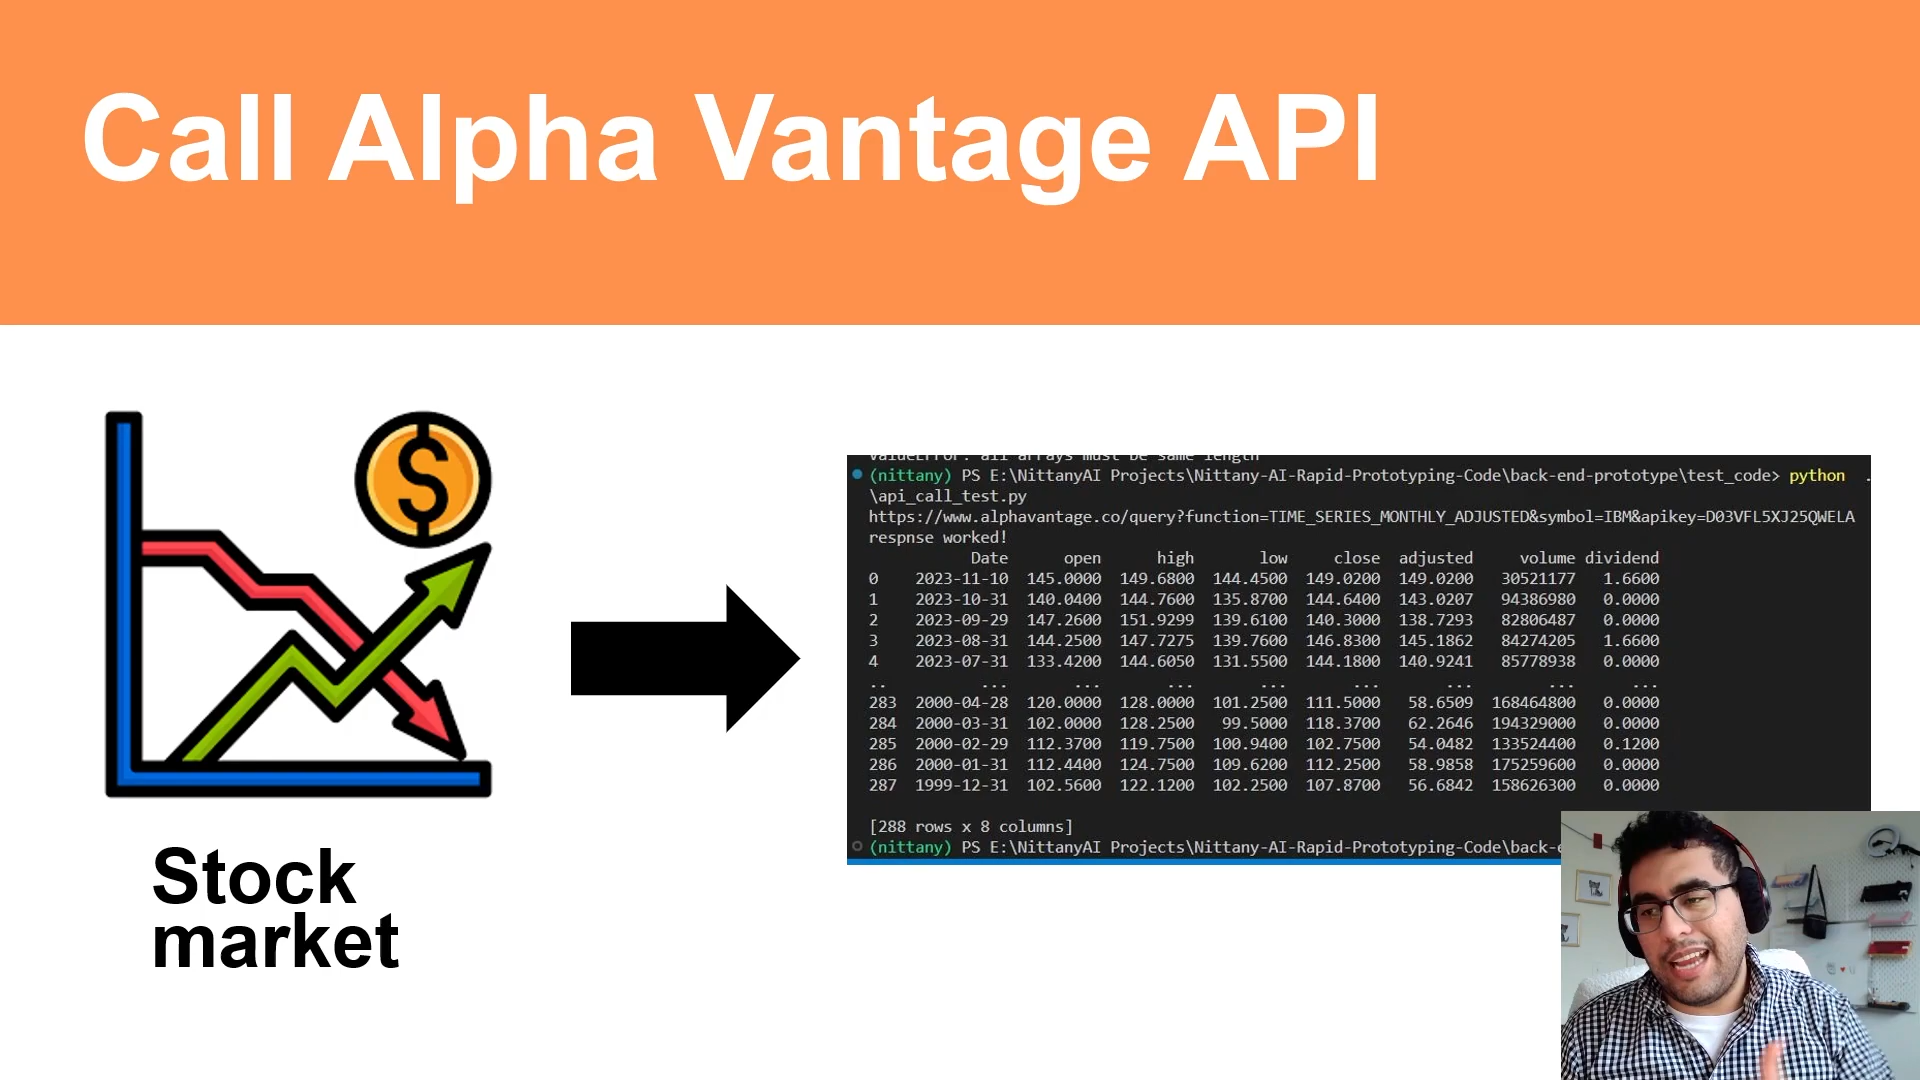 Call Alpha Vantage API
$
Stock
market
ValueError: all arrays must be same length
(nittany) PS E:\NittanyAI Projects\Nittany-AI-Rapid-Prototyping-Code\back-end-prototype\test_code> python .
\api_call_test.py
https://www.alphavantage.co/query?function=TIME_SERIES_MONTHLY_ADJUSTED&symbol=IBM&apikey=D03VFL5XJ25QWELA
respnse worked!
Date open high low close adjusted volume dividend
0 2023-11-10 145.0000 149.6800 144.4500 149.0200 149.0200 30521177 1.6600
1 2023-10-31 140.0400 144.7600 135.8700 144.6400 143.0207 94386980 0.0000
2 2023-09-29 147.2600 151.9299 139.6100 140.3000 138.7293 82806487 0.0000
3 2023-08-31 144.2500 147.7275 139.7600 146.8300 145.1862 84274205 1.6600
4 2023-07-31 133.4200 144.6050 131.5500 144.1800 140.9241 85778938 0.0000
.. ... ... ... ... ... ... ... ...
283 2000-04-28 120.0000 128.0000 101.2500 111.5000 58.6509 168464800 0.0000
284 2000-03-31 102.0000 128.2500 99.5000 118.3700 62.2646 194329000 0.0000
285 2000-02-29 112.3700 119.7500 100.9400 102.7500 54.0482 133524400 0.1200
286 2000-01-31 112.4400 124.7500 109.6200 112.2500 58.9858 175259600 0.0000
287 1999-12-31 102.5600 122.1200 102.2500 107.8700 56.6842 158626300 0.0000
[288 rows x 8 columns]
(nittany) PS E:\NittanyAI Projects\Nittany-AI-Rapid-Prototyping-Code\back-e